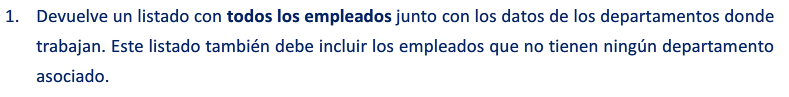 1. Devuelve un listado con todos los empleados junto con los datos de los departamentos donde
trabajan. Este listado también debe incluir los empleados que no tienen ningún departamento
asociado.